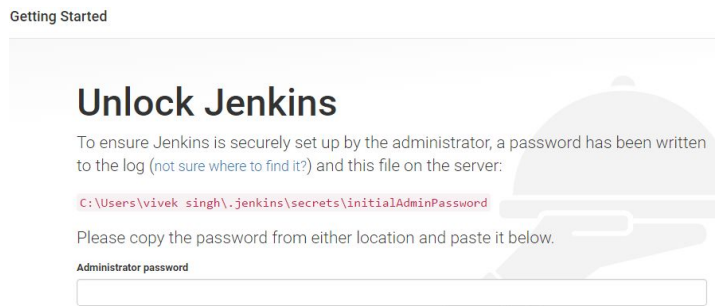 Getting Started
Unlock Jenkins
To ensure Jenkins is securely set up by the administrator, a password has been written
to the log (not sure where to find it?) and this file on the server:
C:\Users\vivek singh\.jenkins\secrets\initialAdminPassword
Please copy the password from either location and paste it below.
Administrator password